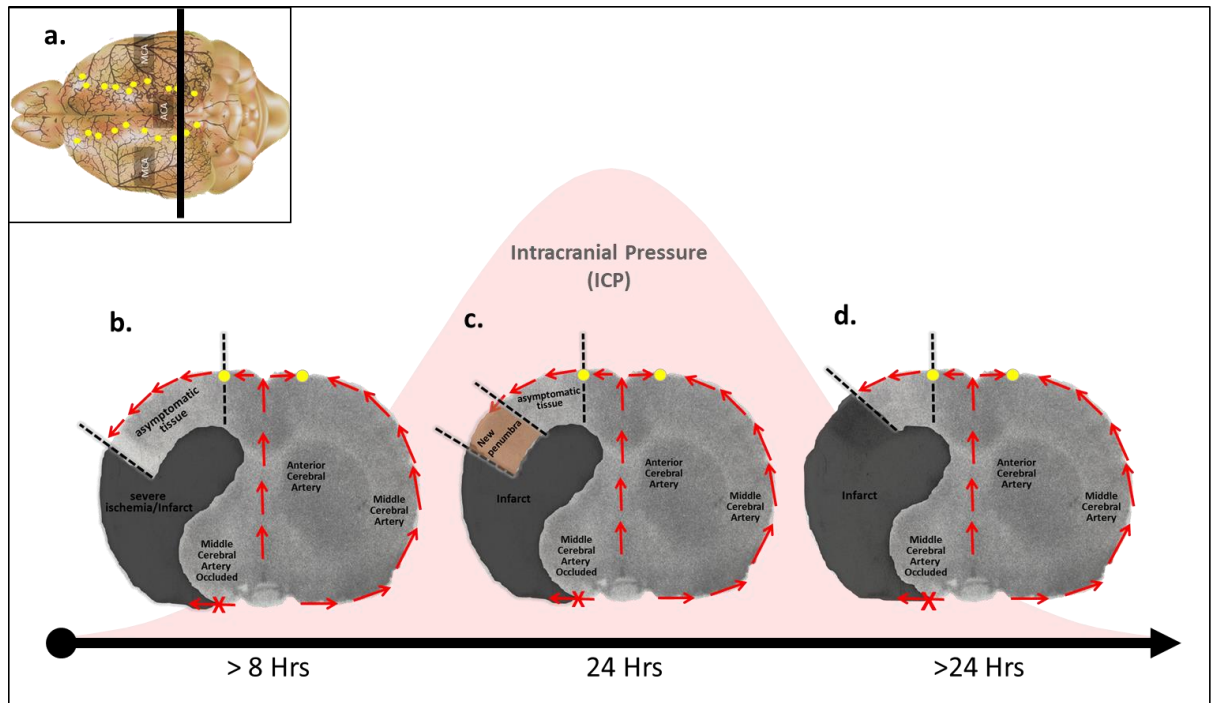 a.
MCA
ACA
MCA
Intracranial Pressure
(ICP)
b.
asymptomatic
tissue
severe
ischemia/Infarct
Anterior
Cerebral
Artery
Middle
Cerebral
Artery
Middle
Cerebral
Artery
Occluded
X
c.
asymptomatic
tissue
New
penumbra
Infarct
Anterior
Cerebral
Artery
Middle
Cerebral
Artery
Middle
Cerebral
Artery
Occluded
X
d.
Infarct
Anterior
Cerebral
Artery
Middle
Cerebral
Artery
Middle
Cerebral
Artery
Occluded
X
> 8 Hrs
24 Hrs
>24 Hrs